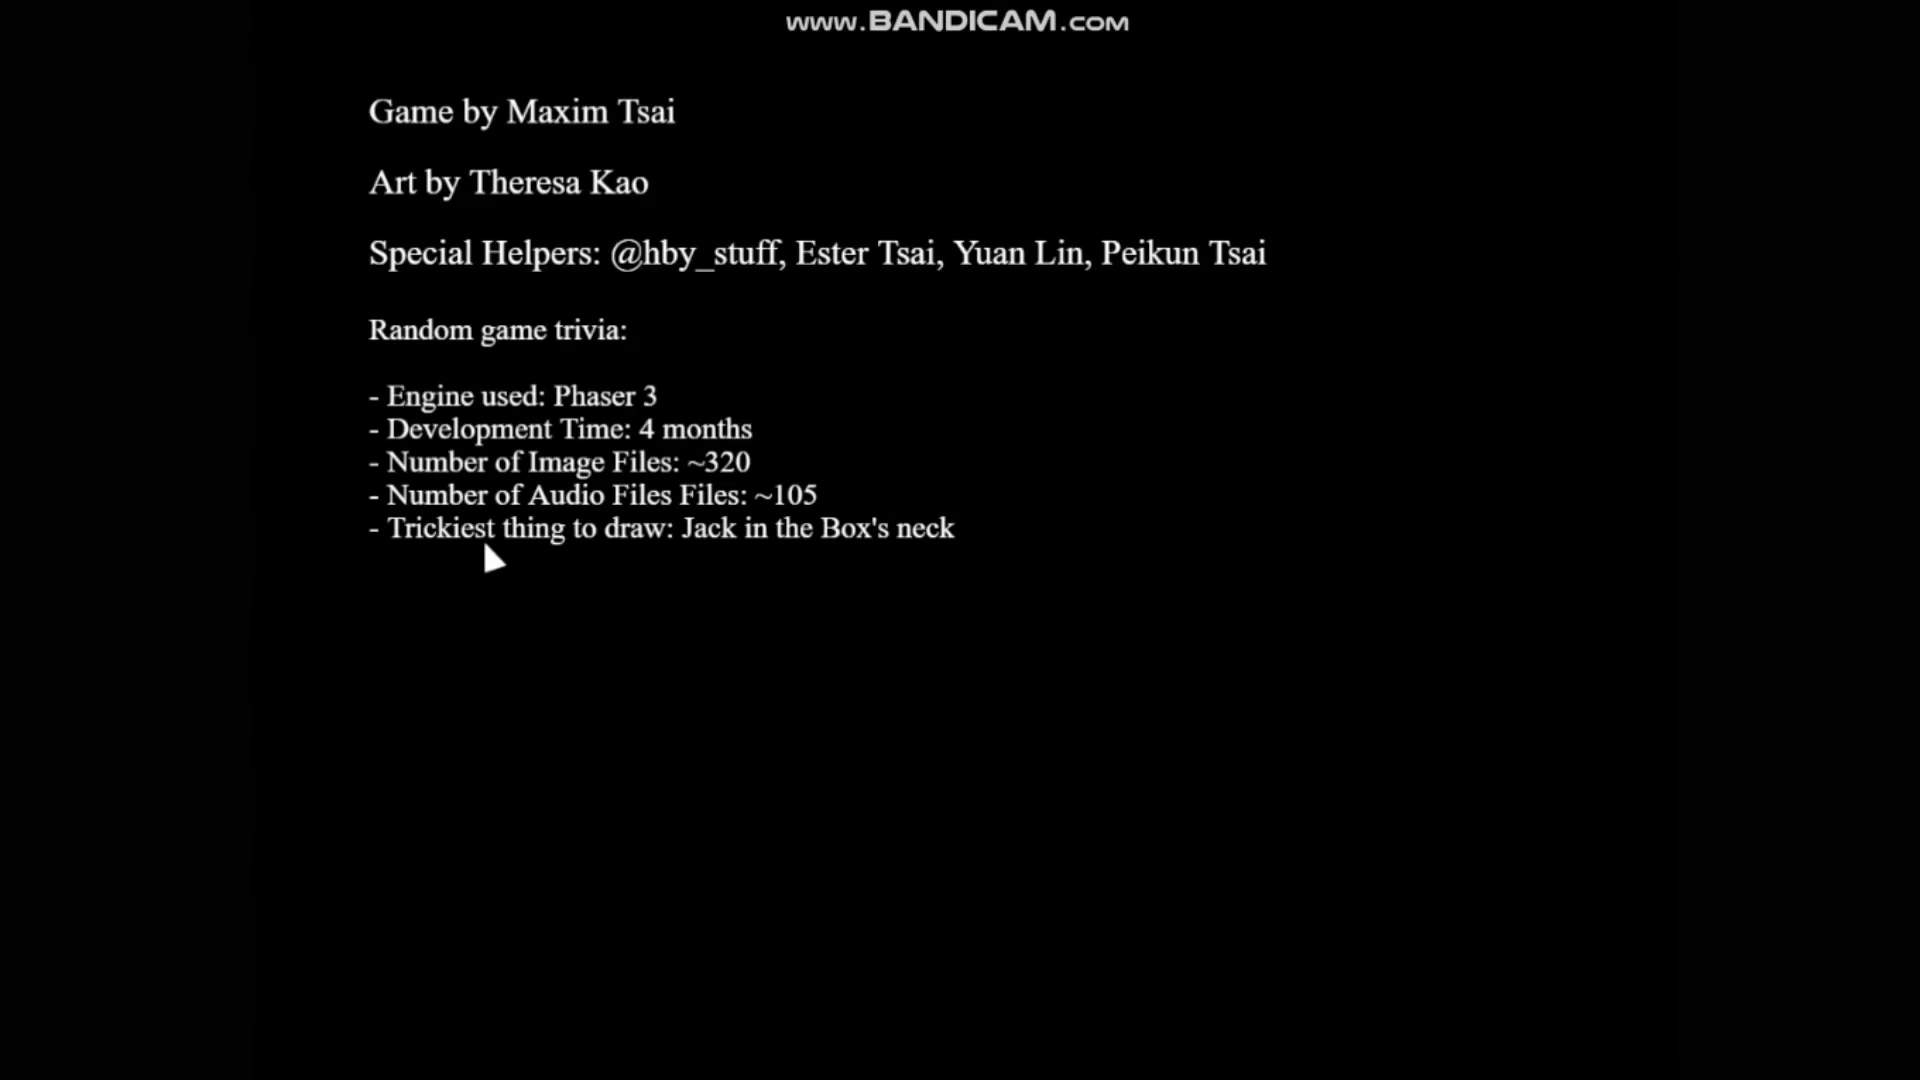 www.BANDICAM.COM
Game by Maxim Tsai
Art by Theresa Kao
Special Helpers: @hby_stuff, Ester Tsai, Yuan Lin, Peikun Tsai
Random game trivia:
- Engine used: Phaser 3
- Development Time: 4 months
- Number of Image Files: ~320
- Number of Audio Files Files: ~105
- Trickiest thing to draw: Jack in the Box's neck